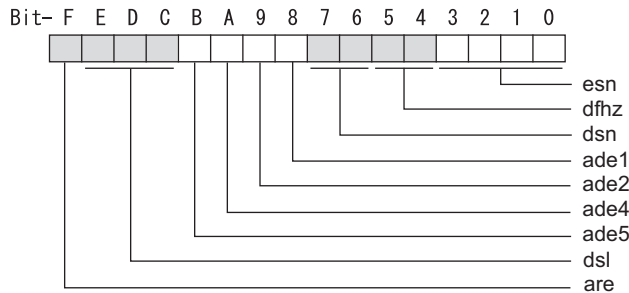 Bit- F E D C B A 9 8 7 6 5 4 3 2 1 0
esn
dfhz
dsn
ade1
ade2
ade4
ade5
dsl
are